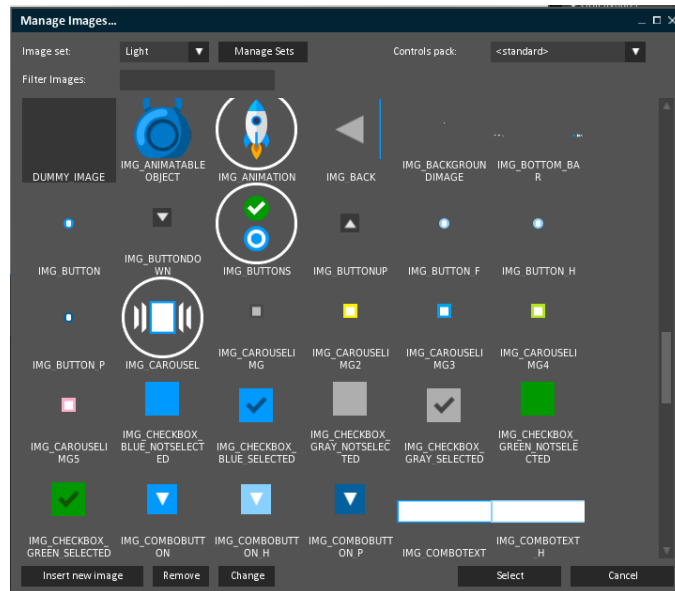 Manage Images...
Image set: Light Manage Sets Controls pack: <standard>
Filter Images:
DUMMY_IMAGE
IMG_ANIMATABLE
OBJECT
IMG_ANIMATION
IMG_BACK
IMG_BACKGROUN
DIMAGE
IMG_BOTTOM_BA
R
IMG_BUTTON
IMG_BUTTONDO
WN
IMG_BUTTONS
IMG_BUTTONUP
IMG_BUTTON_F
IMG_BUTTON_H
IMG_BUTTON_P
IMG_CAROUSEL
IMG_CAROUSELI
MG
IMG_CAROUSELI
MG2
IMG_CAROUSELI
MG3
IMG_CAROUSELI
MG4
IMG_CAROUSELI
MG5
IMG_CHECKBOX_
BLUE_NOTSELECT
ED
IMG_CHECKBOX_
BLUE_SELECTED
IMG_CHECKBOX_
GRAY_NOTSELEC
TED
IMG_CHECKBOX_
GRAY_SELECTED
IMG_CHECKBOX_
GREEN_NOTSELE
CTED
IMG_CHECKBOX_
GREEN_SELECTED
IMG_COMBOBUTT
ON
IMG_COMBOBUTT
ON_H
IMG_COMBOBUTT
ON_P
IMG_COMBOTEXT
IMG_COMBOTEXT
_H
Insert new image Remove Change Select Cancel